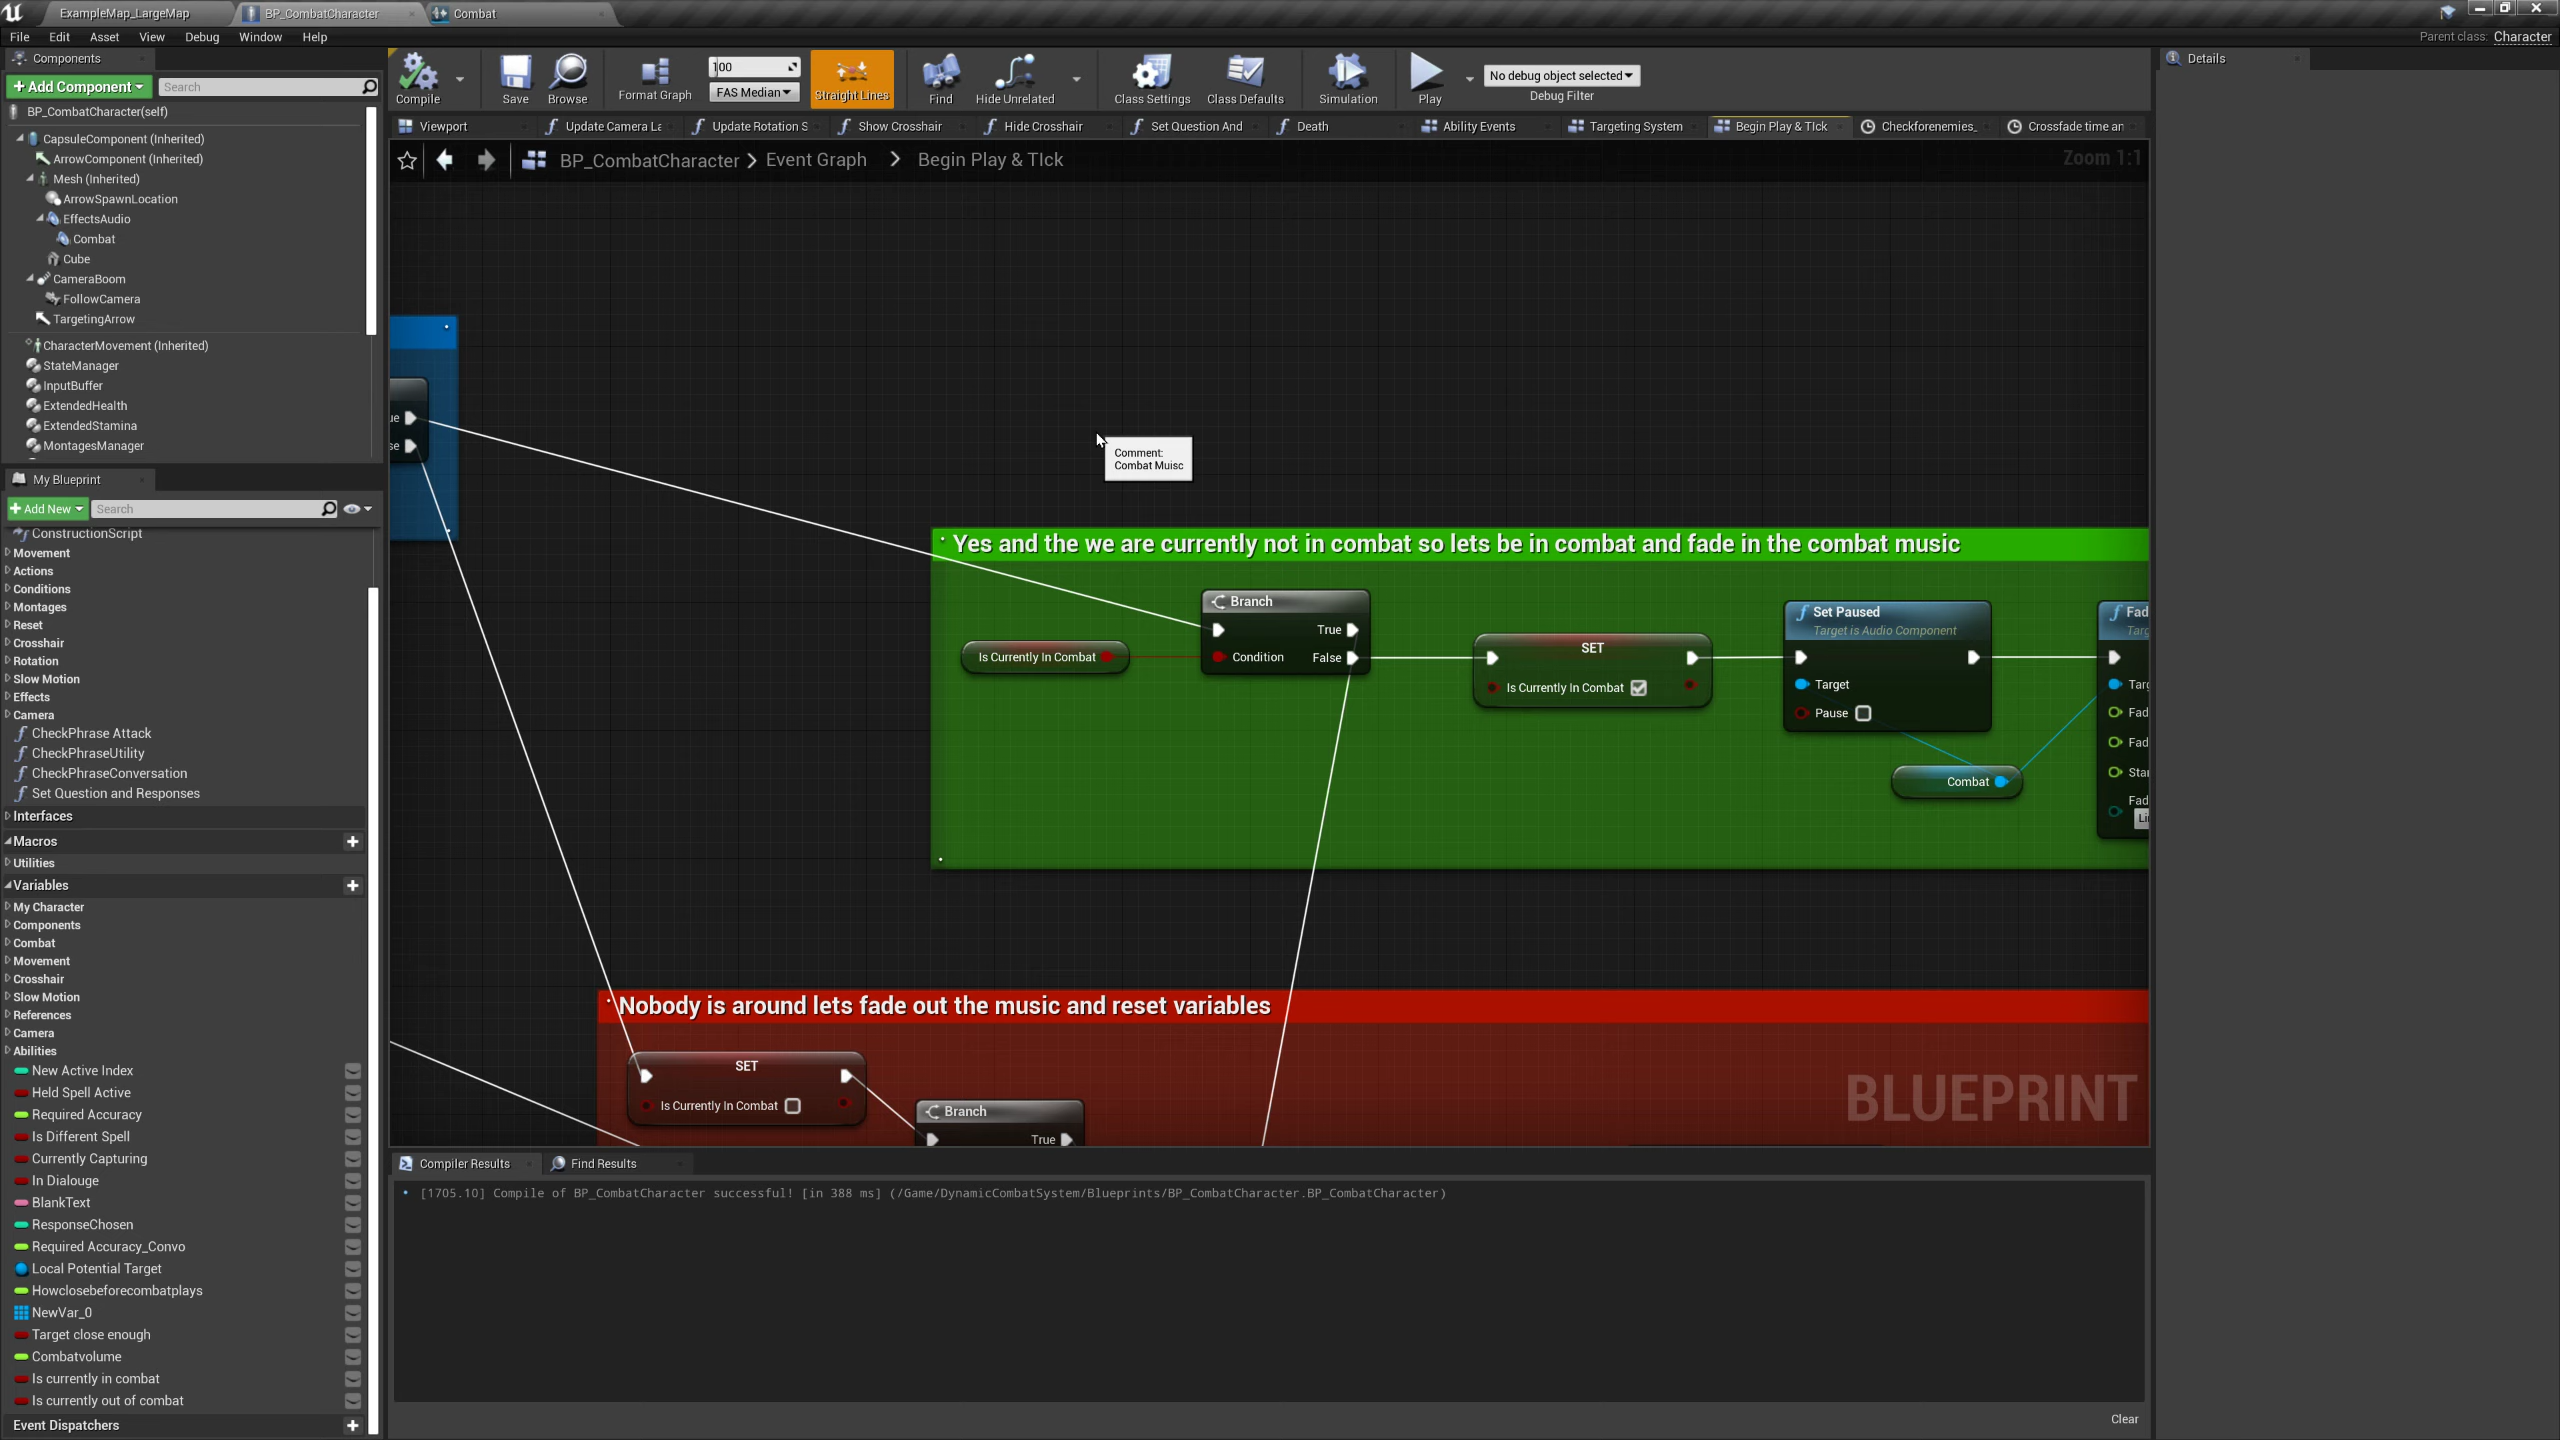 ExampleMap_LargeMap
BP_CombatCharacter
Combat
File Edit Asset View Debug Window Help
Parent class: Character
Components
+ Add Component
Search
BP_CombatCharacter(self)
CapsuleComponent (Inherited)
ArrowComponent (Inherited)
Mesh (Inherited)
ArrowSpawnLocation
EffectsAudio
Combat
Cube
CameraBoom
FollowCamera
TargetingArrow
CharacterMovement (Inherited)
StateManager
InputBuffer
ExtendedHealth
ExtendedStamina
MontagesManager
My Blueprint
+ Add New
Search
ConstructionScript
Movement
Actions
Conditions
Montages
Reset
Crosshair
Rotation
Slow Motion
Effects
Camera
CheckPhrase Attack
CheckPhraseUtility
CheckPhraseConversation
Set Question and Responses
Interfaces
Macros
Utilities
Variables
My Character
Components
Combat
Movement
Crosshair
Slow Motion
References
Camera
Abilities
New Active Index
Held Spell Active
Required Accuracy
Is Different Spell
Currently Capturing
In Dialouge
BlankText
ResponseChosen
Required Accuracy_Convo
Local Potential Target
Howclosebeforecombatplays
NewVar_0
Target close enough
Combatvolume
Is currently in combat
Is currently out of combat
Event Dispatchers
Compile
Save
Browse
Format Graph
100
FAS Median
Straight Lines
Find
Hide Unrelated
Class Settings
Class Defaults
Simulation
Play
No debug object selected
Debug Filter
Viewport
Update Camera La
Update Rotation S
Show Crosshair
Hide Crosshair
Set Question And
Death
Ability Events
Targeting System
Begin Play & TIck
Checkforenemies_
Crossfade time an
BP_CombatCharacter > Event Graph > Begin Play & TIck
Zoom 1:1
ue
se
Comment:
Combat Muisc
Yes and the we are currently not in combat so lets be in combat and fade in the combat music
Is Currently In Combat
Branch
True
Condition False
SET
Is Currently In Combat
Set Paused
Target is Audio Component
Target
Pause
Combat
Fad
Targ
Targ
Fad
Fad
Star
Fad
Li
Nobody is around lets fade out the music and reset variables
SET
Is Currently In Combat
Branch
True
BLUEPRINT
Compiler Results
Find Results
[1705.10] Compile of BP_CombatCharacter successful! [in 388 ms] (/Game/DynamicCombatSystem/Blueprints/BP_CombatCharacter.BP_CombatCharacter)
Clear
Details